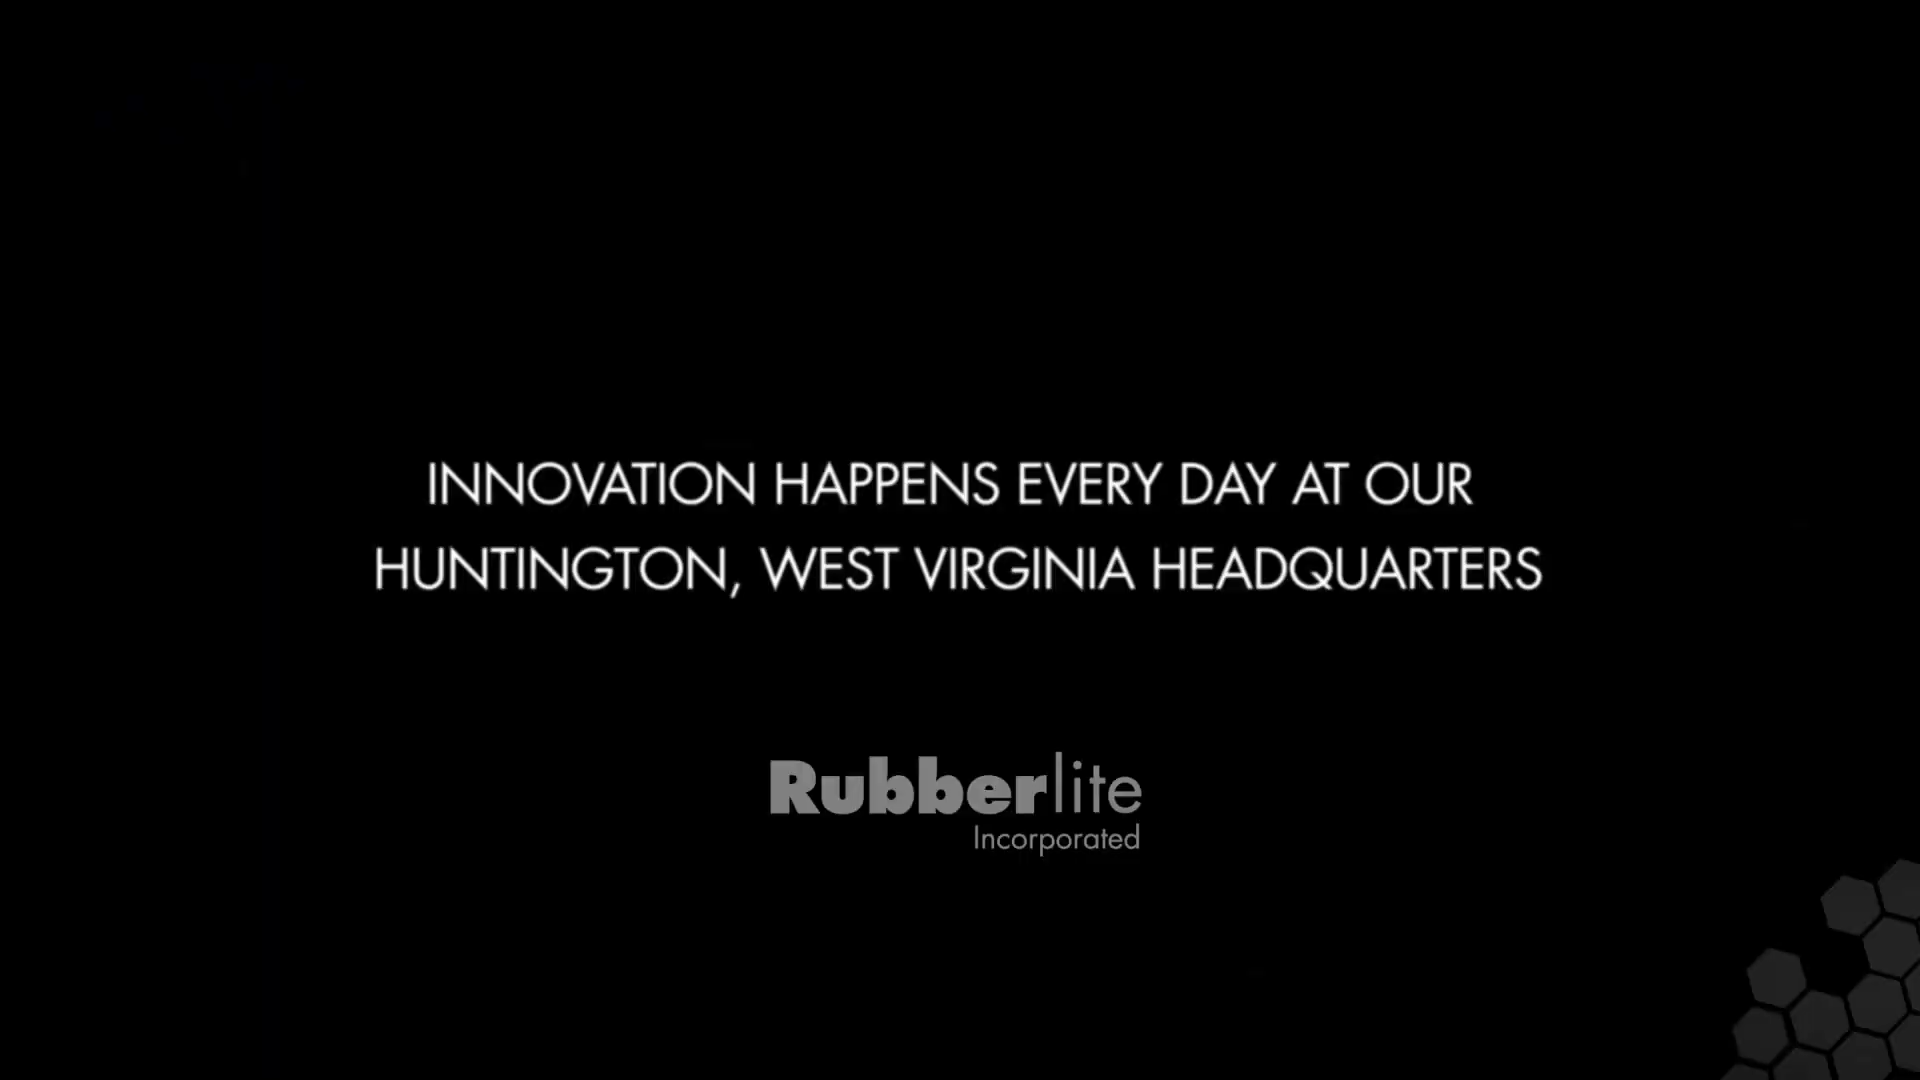 INNOVATION HAPPENS EVERY DAY AT OUR
HUNTINGTON, WEST VIRGINIA HEADQUARTERS
Rubberlite
Incorporated